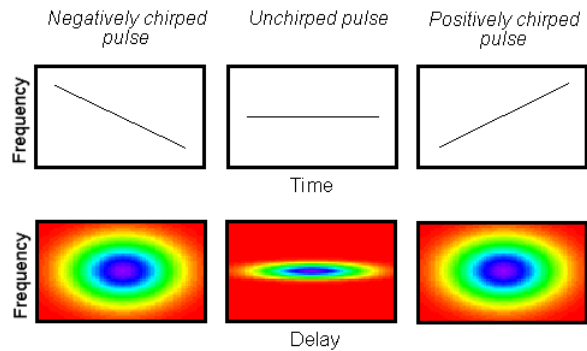 Negatively chirped
pulse
Unchirped pulse
Positively chirped
pulse
Frequency
Time
Frequency
Delay